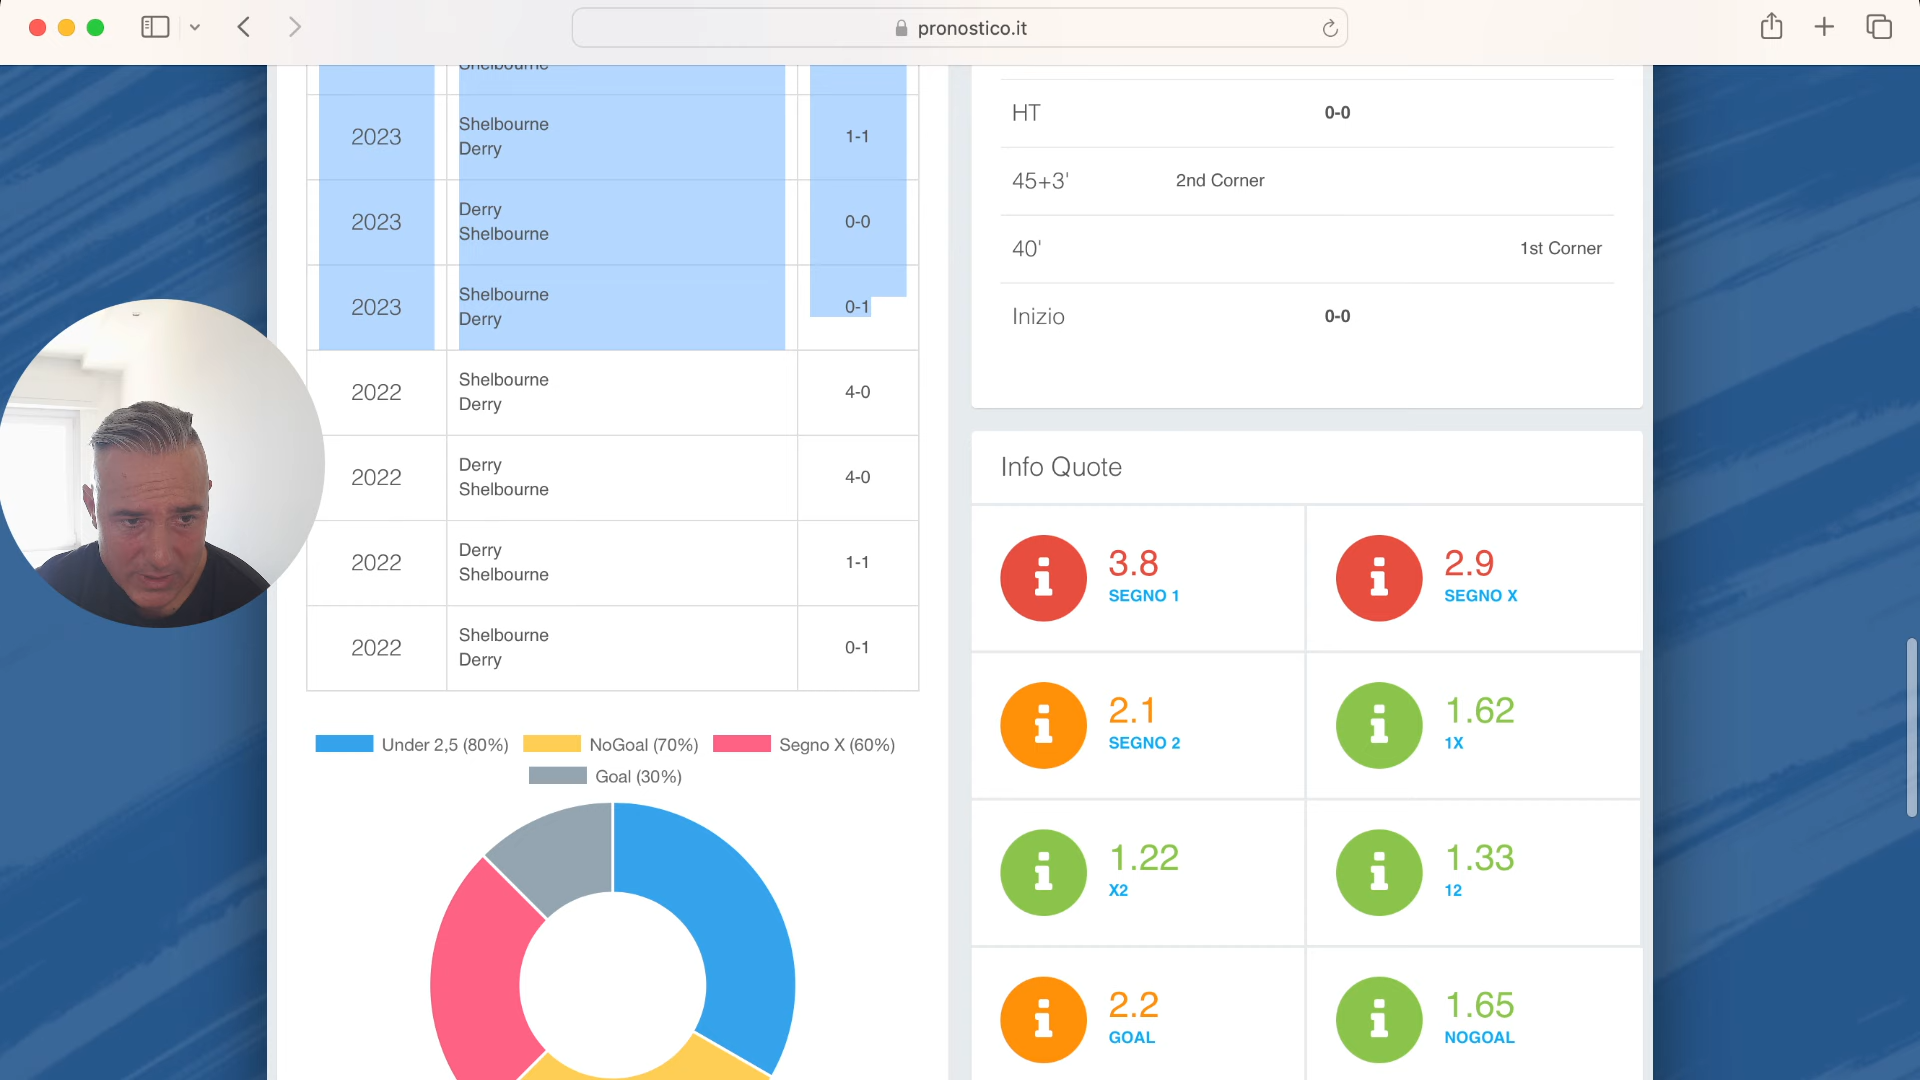 pronostico.it
Shelbourne
2023
Shelbourne
Derry
1-1
2023
Derry
Shelbourne
0-0
2023
Shelbourne
Derry
0-1
2022
Shelbourne
Derry
4-0
2022
Derry
Shelbourne
4-0
2022
Derry
Shelbourne
1-1
2022
Shelbourne
Derry
0-1
Under 2,5 (80%) NoGoal (70%) Segno X (60%)
Goal (30%)
HT 0-0
45+3' 2nd Corner
40' 1st Corner
Inizio 0-0
Info Quote
3.8
SEGNO 1
2.9
SEGNO X
2.1
SEGNO 2
1.62
1X
1.22
X2
1.33
12
2.2
GOAL
1.65
NOGOAL